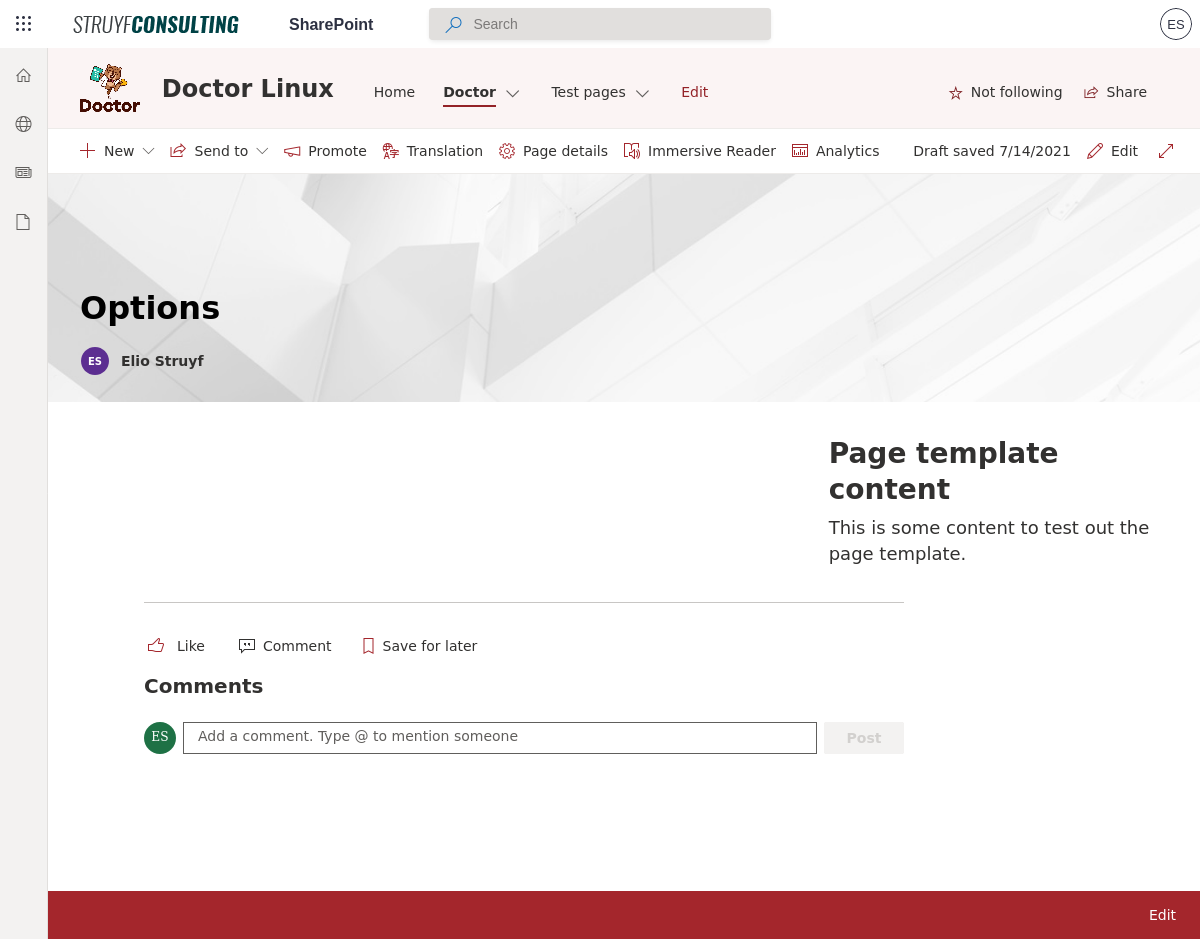 STRUYFCONSULTING
SharePoint
Search
ES
Doctor
Doctor Linux
Home
Doctor
Test pages
Edit
Not following
Share
New
Send to
Promote
Translation
Page details
Immersive Reader
Analytics
Draft saved 7/14/2021
Edit
Options
ES
Elio Struyf
Page template
content
This is some content to test out the
page template.
Like
Comment
Save for later
Comments
ES
Add a comment. Type @ to mention someone
Post
Edit